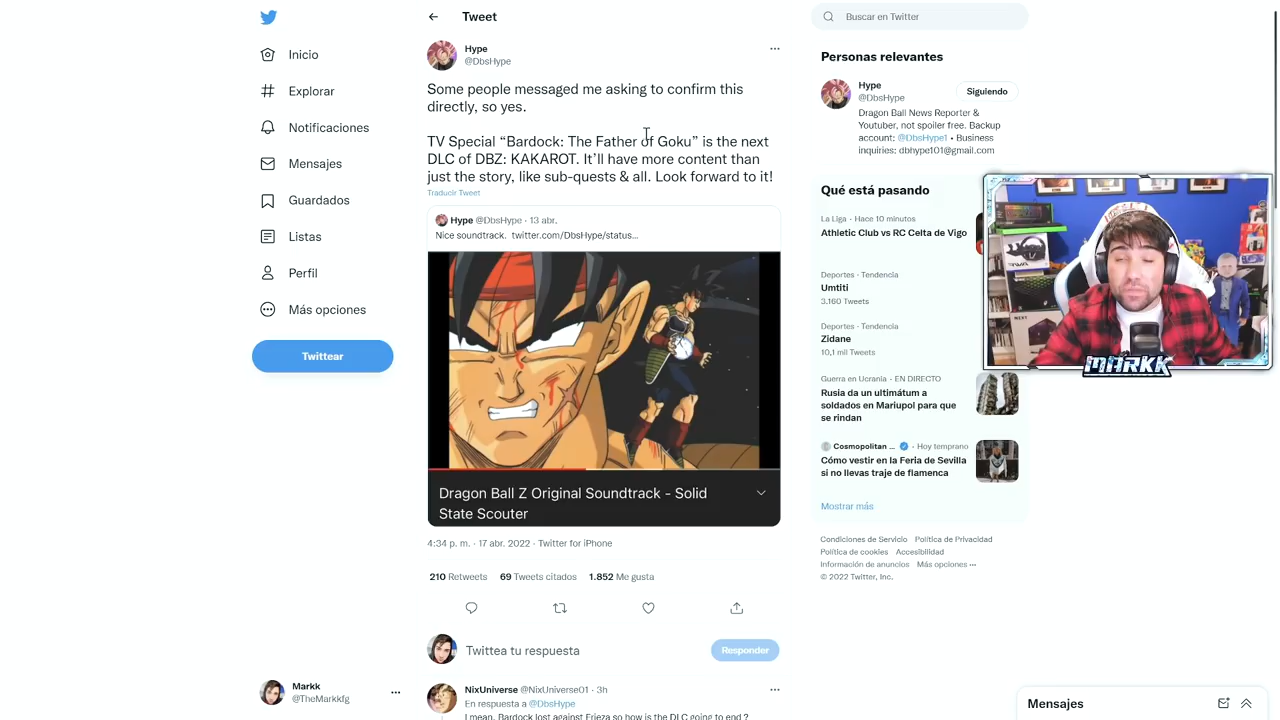 Tweet
Buscar en Twitter
Inicio
Explorar
Notificaciones
Mensajes
Guardados
Listas
Perfil
Más opciones
Twittear
Markk
@TheMarkkfg
Hype
@DbsHype
Some people messaged me asking to confirm this
directly, so yes.
TV Special “Bardock: The Father of Goku” is the next
DLC of DBZ: KAKAROT. It’ll have more content than
just the story, like sub-quests & all. Look forward to it!
Traducir Tweet
Hype @DbsHype · 13 abr.
Nice soundtrack. twitter.com/DbsHype/status...
Dragon Ball Z Original Soundtrack - Solid
State Scouter
4:34 p. m. · 17 abr. 2022 · Twitter for iPhone
210 Retweets 69 Tweets citados 1.852 Me gusta
Twittea tu respuesta
Responder
NixUniverse @NixUniverse01 · 3h
En respuesta a @DbsHype
I mean, Bardock lost against Frieza so how is the DLC going to end ?
Personas relevantes
Hype
@DbsHype
Siguiendo
Dragon Ball News Reporter &
Youtuber, not spoiler free. Backup
account: @DbsHype1 • Business
inquiries: dbhype101@gmail.com
Qué está pasando
La Liga · Hace 10 minutos
Athletic Club vs RC Celta de Vigo
Deportes · Tendencia
Umtiti
3.160 Tweets
Deportes · Tendencia
Zidane
10,1 mil Tweets
Guerra en Ucrania · EN DIRECTO
Rusia da un ultimátum a
soldados en Mariupol para que
se rindan
Cosmopolitan ... · Hoy temprano
Cómo vestir en la Feria de Sevilla
si no llevas traje de flamenca
Mostrar más
Condiciones de Servicio Política de Privacidad
Política de cookies Accesibilidad
Información de anuncios Más opciones ···
© 2022 Twitter, Inc.
MARKK
Mensajes